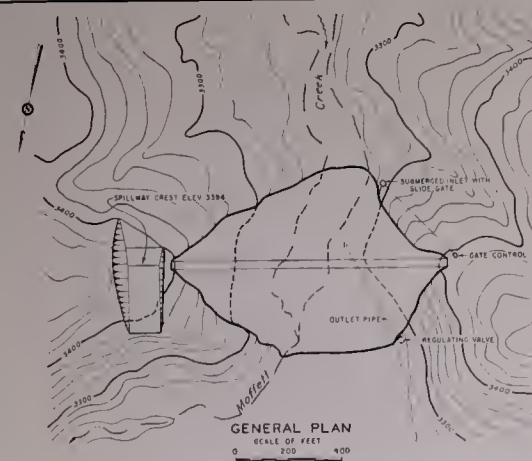 3400
3300
3300
Creek
SUBMERGED INLET WITH
SLIDE GATE
SPILLWAY CREST ELEV 3394
3400
GATE CONTROL
OUTLET PIPE
REGULATING VALVE
3400
3300
3400
3300
Moffett
GENERAL PLAN
SCALE OF FEET
0 200 400